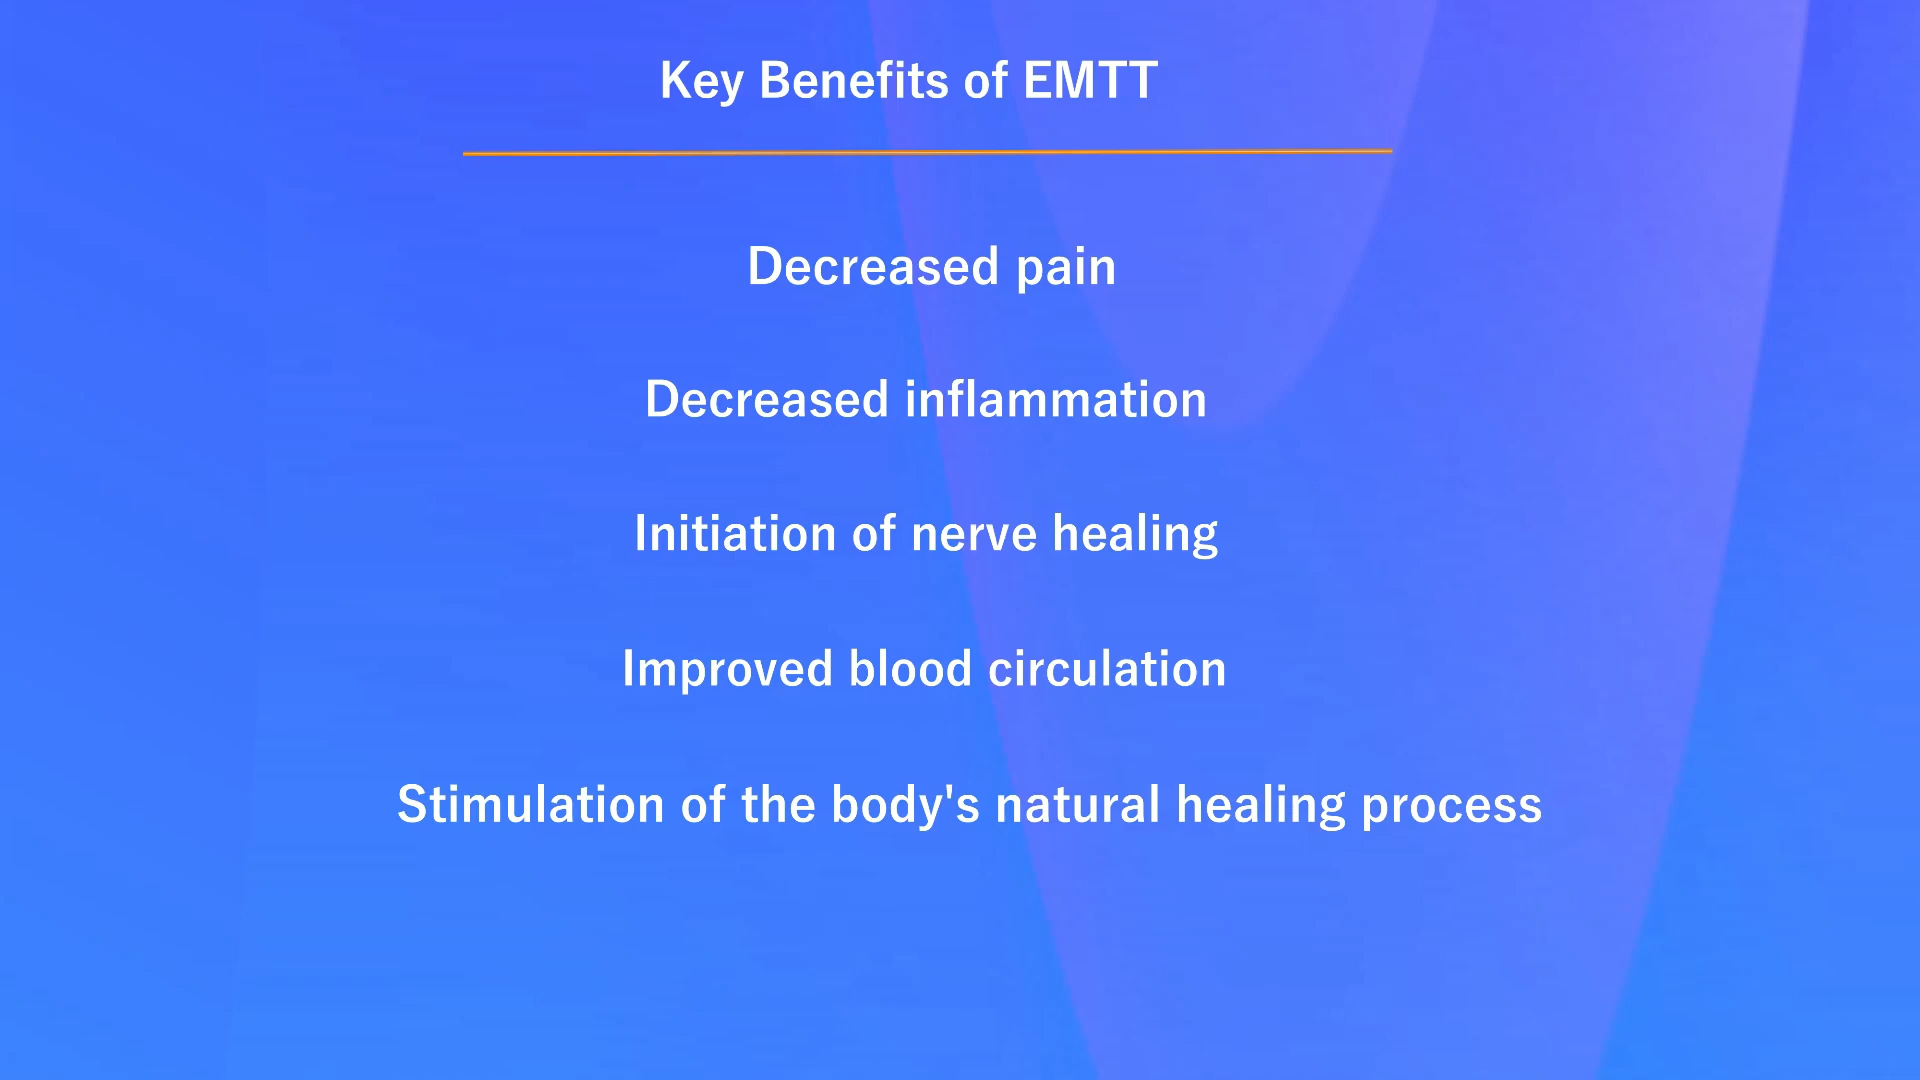 Key Benefits of EMTT
Decreased pain
Decreased inflammation
Initiation of nerve healing
Improved blood circulation
Stimulation of the body's natural healing process